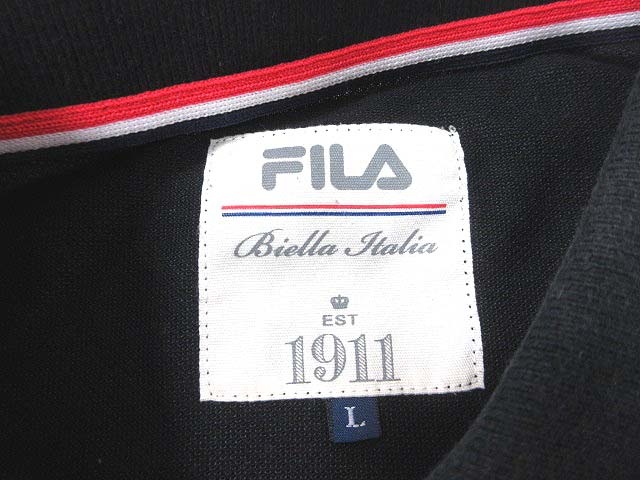 FILA
Biella Italia
EST
1911
L